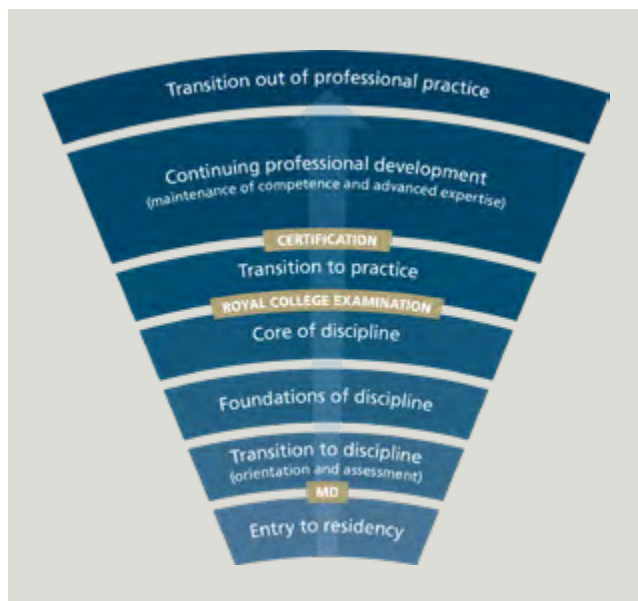 Transition out of professional practice
Continuing professional development
(maintenance of competence and advanced expertise)
CERTIFICATION
Transition to practice
ROYAL COLLEGE EXAMINATION
Core of discipline
Foundations of discipline
Transition to discipline
(orientation and assessment)
MD
Entry to residency